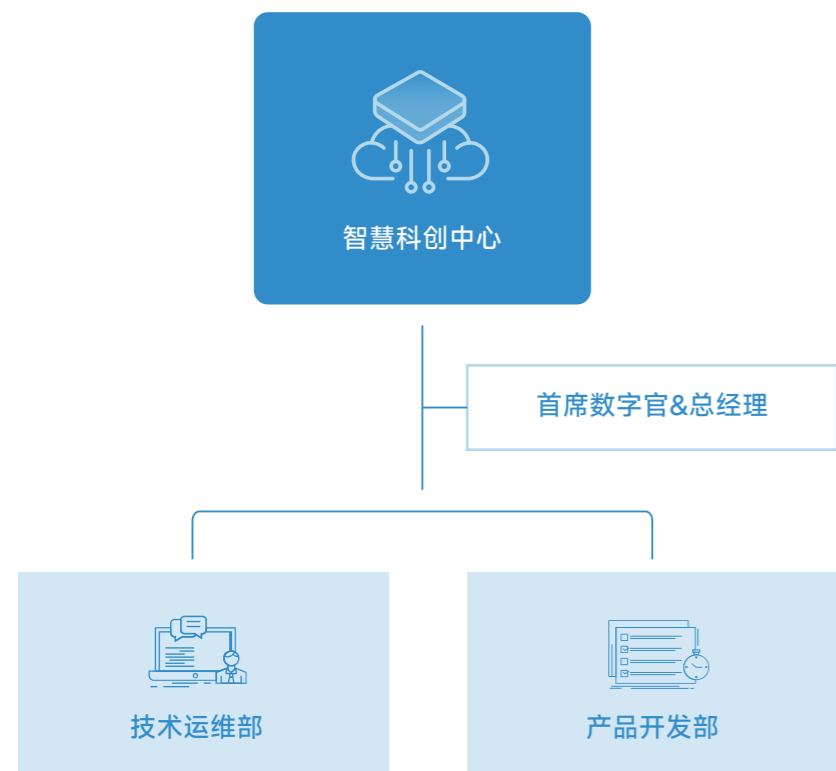 智慧科创中心
首席数字官&总经理
技术运维部
产品开发部